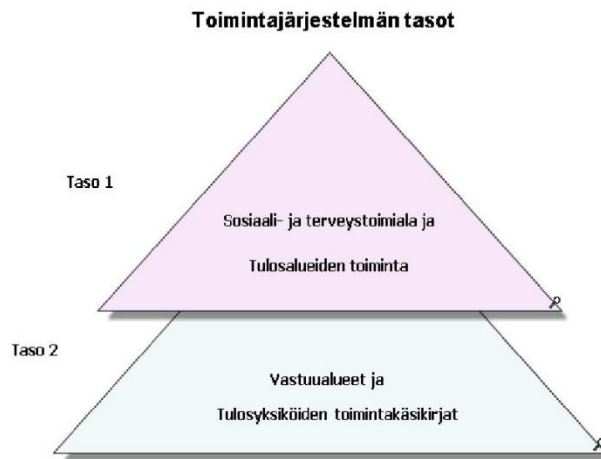 Toimintajärjestelmän tasot
Taso 1
Sosiaali- ja terveystoimiala ja
Tulosalueiden toiminta
Taso 2
Vastuualueet ja
Tulosyksiköiden toimintakäsikirjat